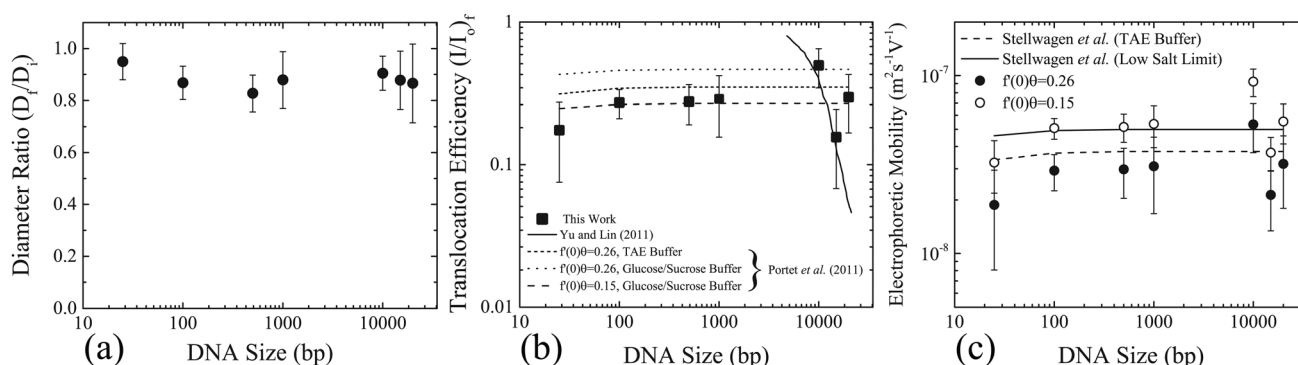 Diameter Ratio (D_f/D_i)
1.0
0.8
0.6
0.4
0.2
0.0
10
100
1000
10000
DNA Size (bp)
(a)
Translocation Efficiency (I/I_o)_f
1
0.1
0.01
This Work
Yu and Lin (2011)
f'(0)θ=0.26, TAE Buffer
f'(0)θ=0.26, Glucose/Sucrose Buffer
f'(0)θ=0.15, Glucose/Sucrose Buffer
} Portet et al. (2011)
10
100
1000
10000
DNA Size (bp)
(b)
Electrophoretic Mobility (m²s⁻¹V⁻¹)
Stellwagen et al. (TAE Buffer)
Stellwagen et al. (Low Salt Limit)
f'(0)θ=0.26
f'(0)θ=0.15
10⁻⁷
10⁻⁸
10
100
1000
10000
DNA Size (bp)
(c)